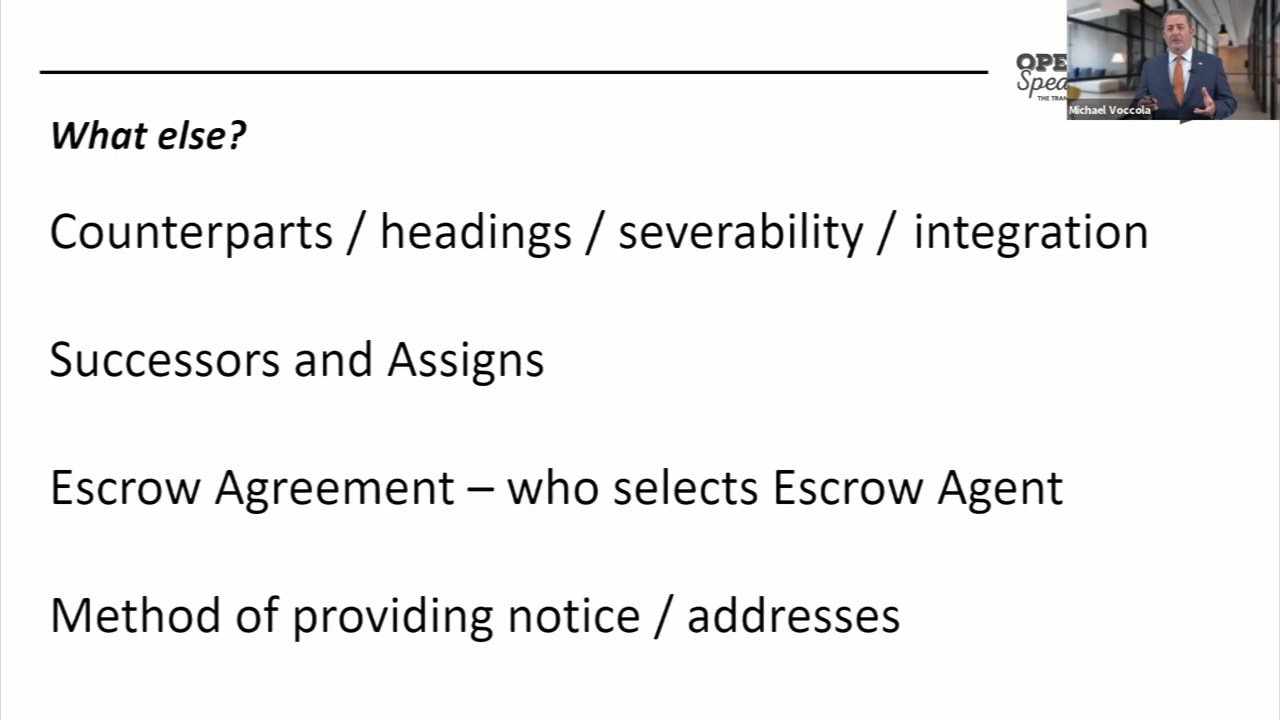 What else?
Counterparts / headings / severability / integration
Successors and Assigns
Escrow Agreement – who selects Escrow Agent
Method of providing notice / addresses
Michael Voccola
THE